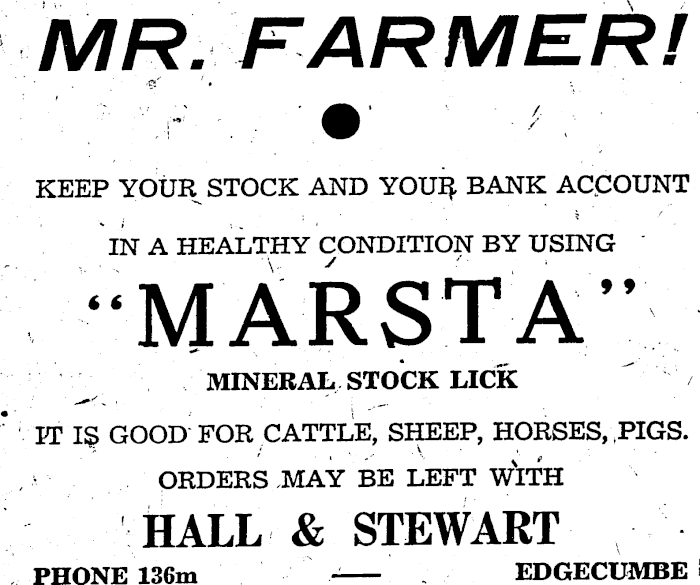 MR. FARMER!
KEEP YOUR STOCK AND YOUR BANK ACCOUNT
IN A HEALTHY CONDITION BY USING
"MARSTA"
MINERAL STOCK LICK
IT IS GOOD FOR CATTLE, SHEEP, HORSES, PIGS.
ORDERS MAY BE LEFT WITH
HALL & STEWART
PHONE 136m — EDGECUMBE